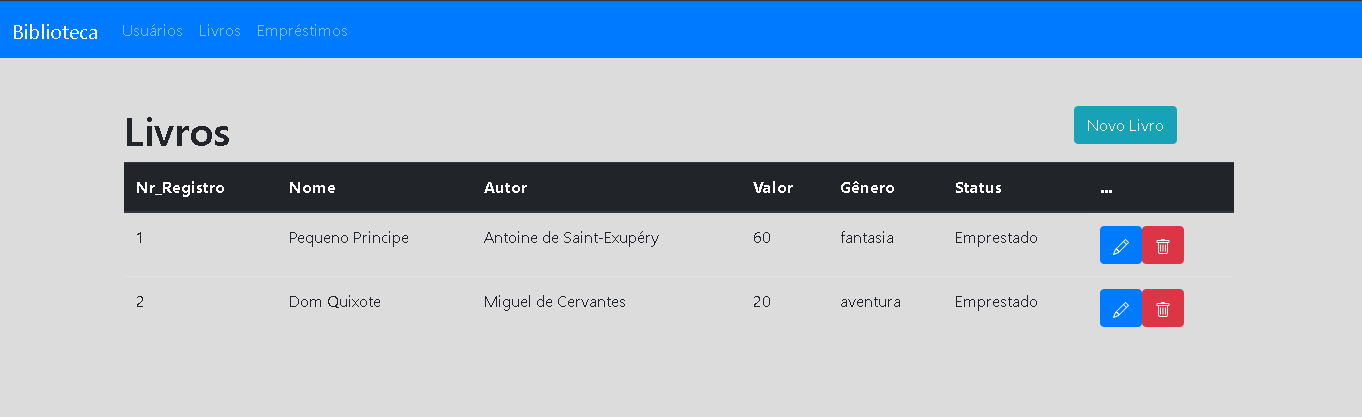 Biblioteca Usuários Livros Empréstimos
Livros
Novo Livro
Nr_Registro Nome Autor Valor Gênero Status ...
1 Pequeno Principe Antoine de Saint-Exupéry 60 fantasia Emprestado
2 Dom Quixote Miguel de Cervantes 20 aventura Emprestado